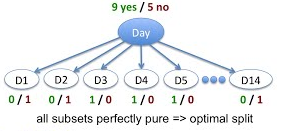 9 yes / 5 no
Day
D1 D2 D3 D4 D5 D14
0 / 1 0 / 1 1 / 0 1 / 0 1 / 0 0 / 1
all subsets perfectly pure => optimal split